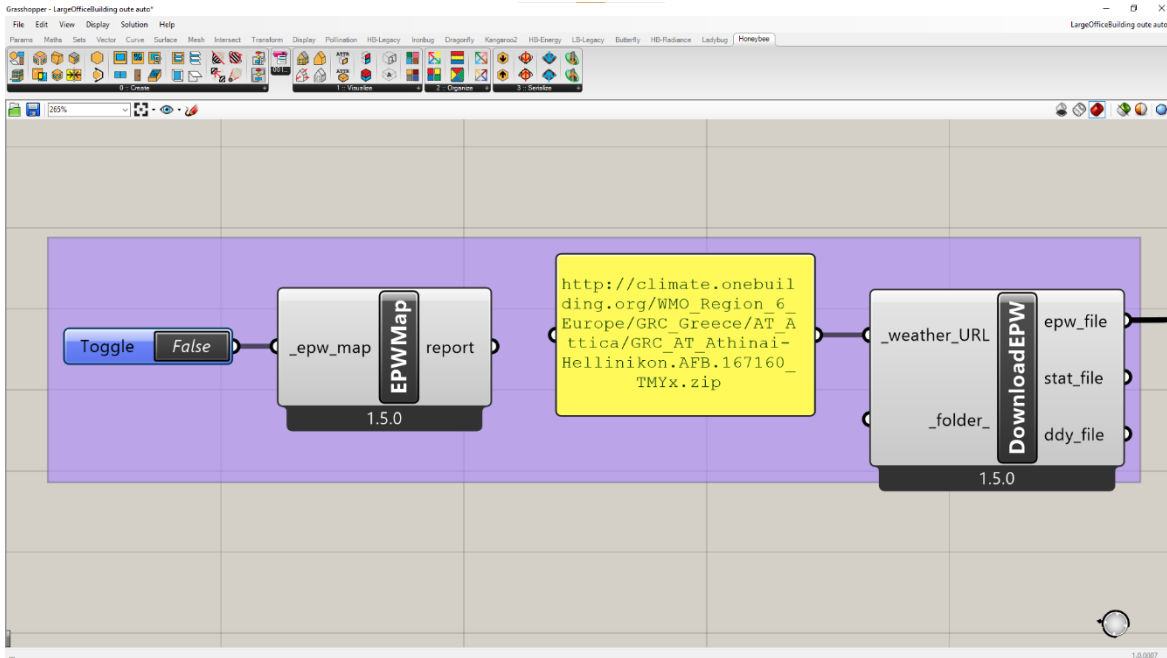 Grasshopper - LargeOfficeBuilding oute auto*
File Edit View Display Solution Help
LargeOfficeBuilding oute auto
Params Maths Sets Vector Curve Surface Mesh Intersect Transform Display Pollination HB-Legacy Ironbug Dragonfly Kangaroo2 HB-Energy LB-Legacy Butterfly HB-Radiance Ladybug Honeybee
0 :: Create
1 :: Visualize
2 :: Organize
3 :: Serialize
265%
Toggle False
_epw_map
EPWMap
report
1.5.0
http://climate.onebuil
ding.org/WMO_Region_6_
Europe/GRC_Greece/AT_A
ttica/GRC_AT_Athinai-
Hellinikon.AFB.167160_
TMYx.zip
_weather_URL
_folder_
DownloadEPW
epw_file
stat_file
ddy_file
1.5.0
1.0.0007